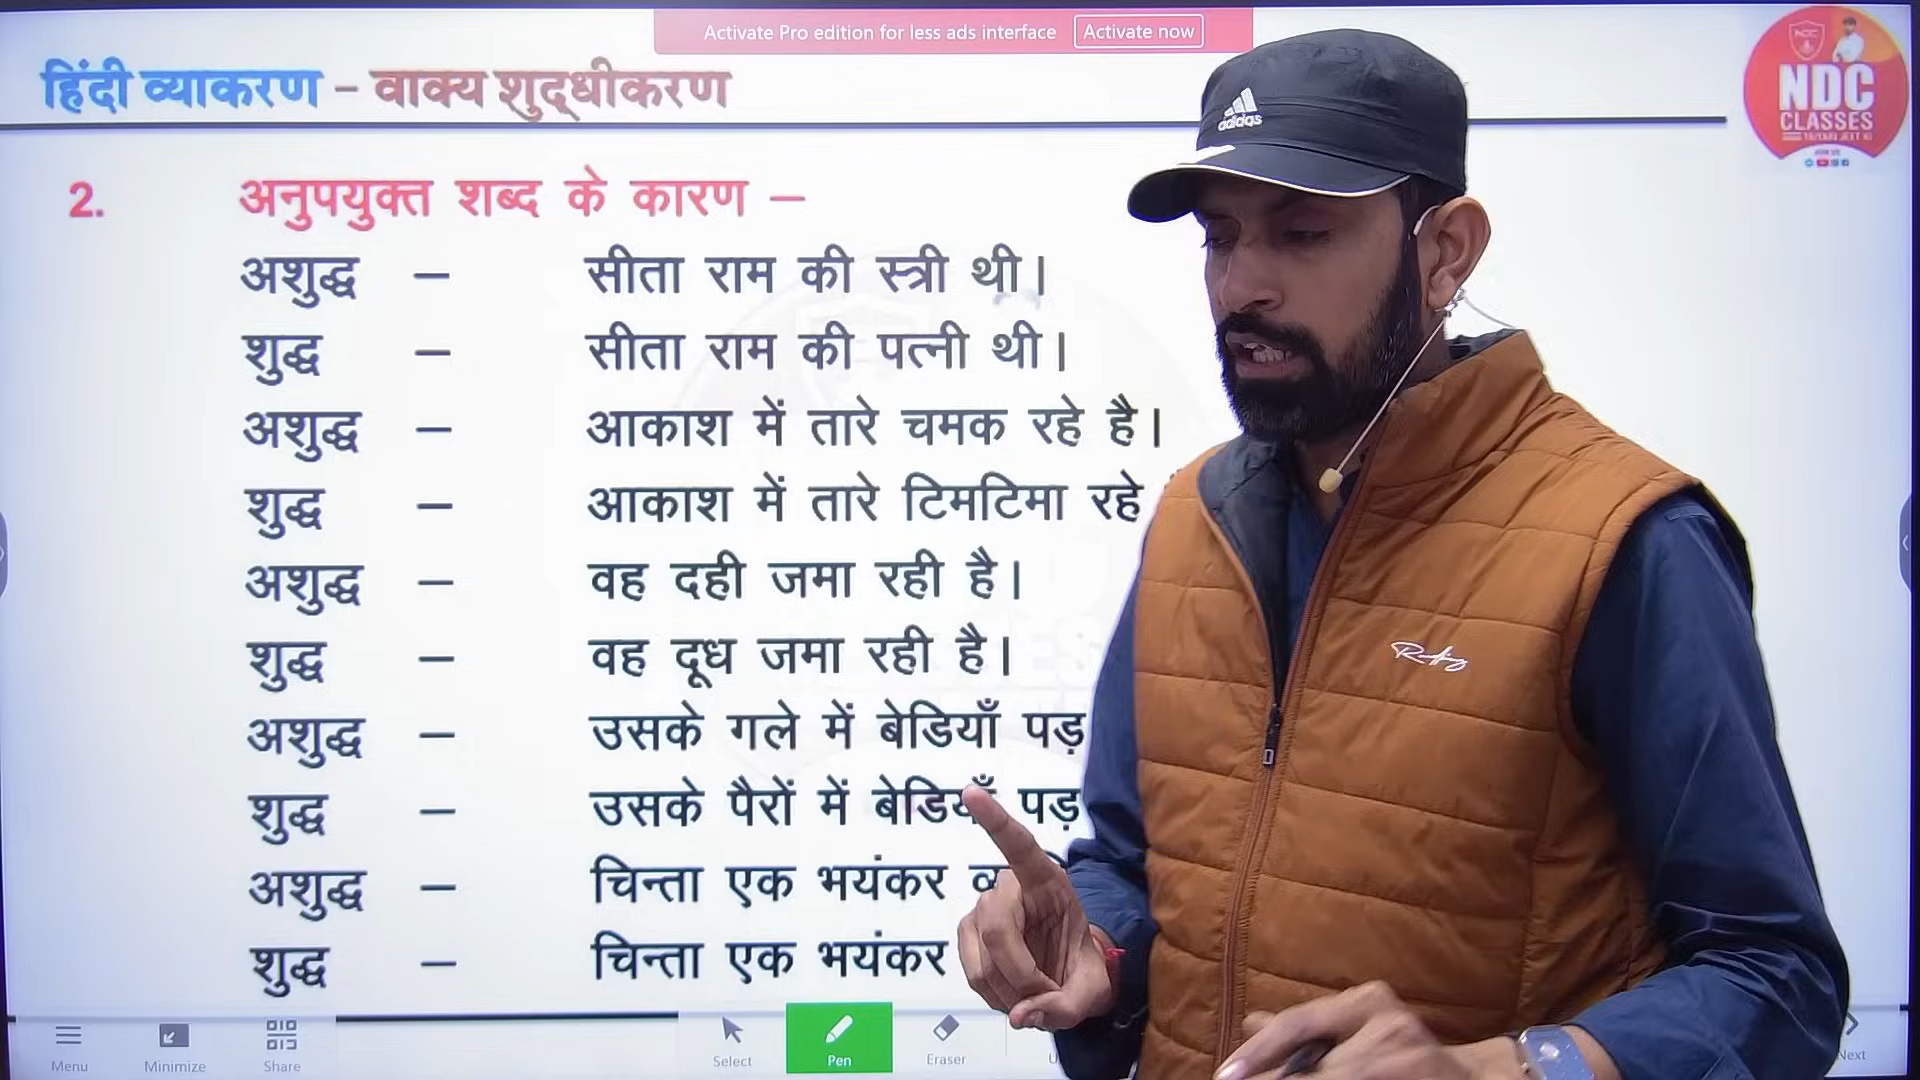 Activate Pro edition for less ads interface Activate now
हिंदी व्याकरण – वाक्य शुद्धीकरण
NDC
CLASSES
adidas
2. अनुपयुक्त शब्द के कारण –
अशुद्ध – सीता राम की स्त्री थी।
शुद्ध – सीता राम की पत्नी थी।
अशुद्ध – आकाश में तारे चमक रहे है।
शुद्ध – आकाश में तारे टिमटिमा रहे
अशुद्ध – वह दही जमा रही है।
शुद्ध – वह दूध जमा रही है।
अशुद्ध – उसके गले में बेडियाँ पड़
शुद्ध – उसके पैरों में बेडियाँ पड़
अशुद्ध – चिन्ता एक भयंकर
शुद्ध – चिन्ता एक भयंकर
Menu Minimize Share Select Pen Eraser Next